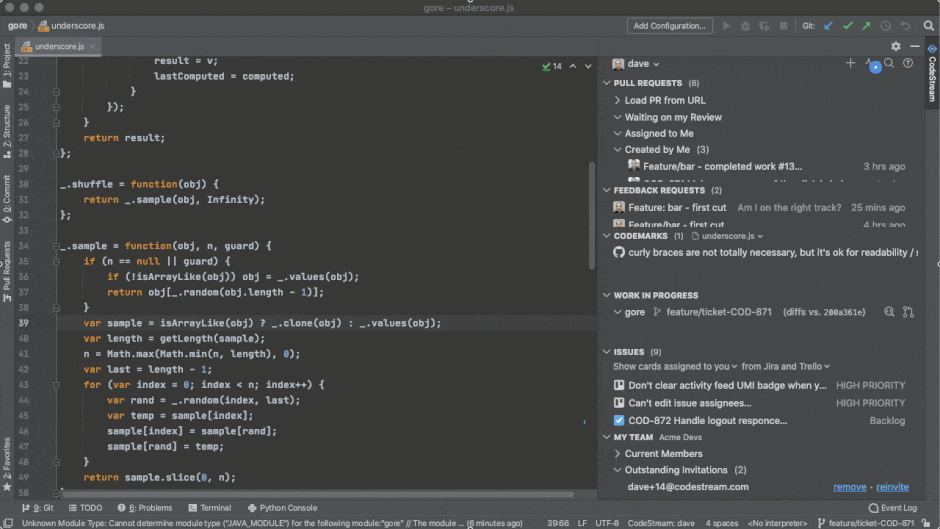 gore – underscore.js
gore
underscore.js
Add Configuration...
Git:
underscore.js
1: Project
Z: Structure
0: Commit
Pull Requests
2: Favorites
14
22 result = v;
23 lastComputed = computed;
24 }
25 });
26 }
27 return result;
28 };
29
30 _.shuffle = function(obj) {
31 return _.sample(obj, Infinity);
32 };
33
34 _.sample = function(obj, n, guard) {
35 if (n == null || guard) {
36 if (!isArrayLike(obj)) obj = _.values(obj);
37 return obj[_.random(obj.length - 1)];
38 }
39 var sample = isArrayLike(obj) ? _.clone(obj) : _.values(obj);
40 var length = getLength(sample);
41 n = Math.max(Math.min(n, length), 0);
42 var last = length - 1;
43 for (var index = 0; index < n; index++) {
44 var rand = _.random(index, last);
45 var temp = sample[index];
46 sample[index] = sample[rand];
47 sample[rand] = temp;
48 }
49 return sample.slice(0, n);
50
dave
PULL REQUESTS (8)
Load PR from URL
Waiting on my Review
Assigned to Me
Created by Me (3)
Feature/bar - completed work #13... 3 hrs ago
FEEDBACK REQUESTS (2)
Feature: bar - first cut Am I on the right track? 25 mins ago
Feature/bar - first cut 4 hrs ago
CODEMARKS (1) underscore.js
curly braces are not totally necessary, but it's ok for readability / s
WORK IN PROGRESS
gore feature/ticket-COD-871 (diffs vs. 200a361e)
ISSUES (9)
Show cards assigned to you from Jira and Trello
Don't clear activity feed UMI badge when y... HIGH PRIORITY
Can't edit issue assignees... HIGH PRIORITY
COD-872 Handle logout responce... Backlog
MY TEAM Acme Devs
Current Members
Outstanding Invitations (2)
dave+14@codestream.com remove · reinvite
CodeStream
9: Git
TODO
6: Problems
Terminal
Python Console
Event Log
Unknown Module Type: Cannot determine module type ("JAVA_MODULE") for the following module:"gore" // The module ... (6 minutes ago)
39:66 LF UTF-8 CodeStream: dave 4 spaces <No interpreter> feature/ticket-COD-871